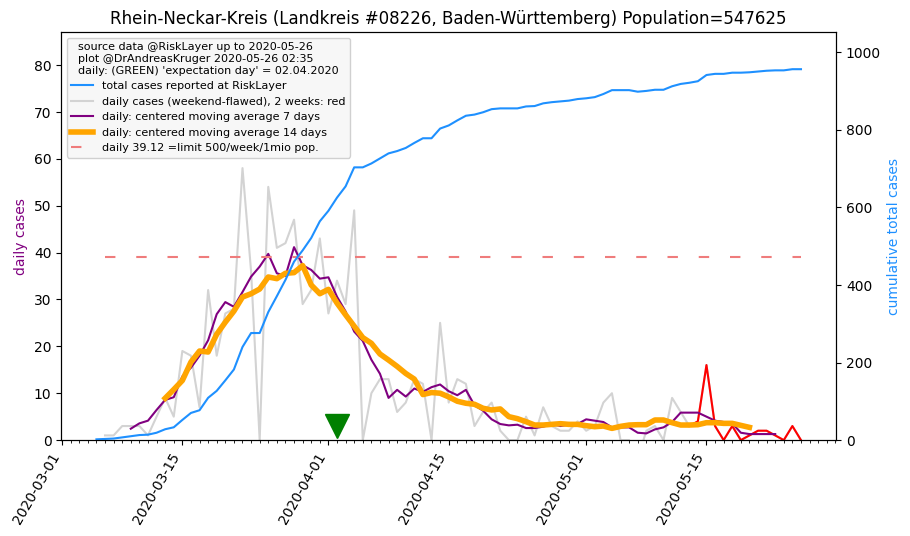 Rhein-Neckar-Kreis (Landkreis #08226, Baden-Württemberg) Population=547625
source data @RiskLayer up to 2020-05-26
plot @DrAndreasKruger 2020-05-26 02:35
daily: (GREEN) 'expectation day' = 02.04.2020
total cases reported at RiskLayer
daily cases (weekend-flawed), 2 weeks: red
daily: centered moving average 7 days
daily: centered moving average 14 days
daily 39.12 =limit 500/week/1mio pop.
daily cases
80
70
60
50
40
30
20
10
0
cumulative total cases
1000
800
600
400
200
0
2020-03-01
2020-03-15
2020-04-01
2020-04-15
2020-05-01
2020-05-15